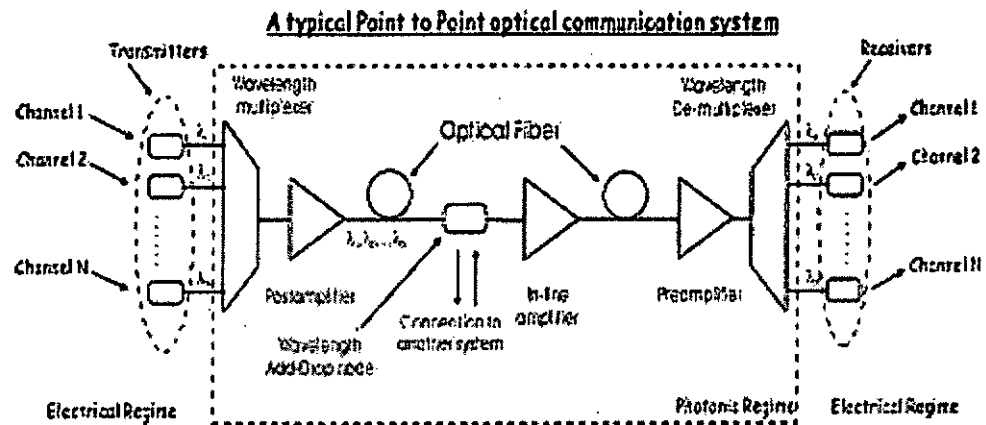 A typical Point to Point optical communication system
Transmitters
Receivers
Wavelength
multiplexer
Wavelength
De-multiplexer
Channel 1
Channel 2
Channel N
Optical Fiber
Channel 1
Channel 2
Channel N
Postamplifier
In-line
amplifier
Preamplifier
Wavelength
Add-Drop node
Connection to
another system
Electrical Regime
Photonic Regime
Electrical Regime